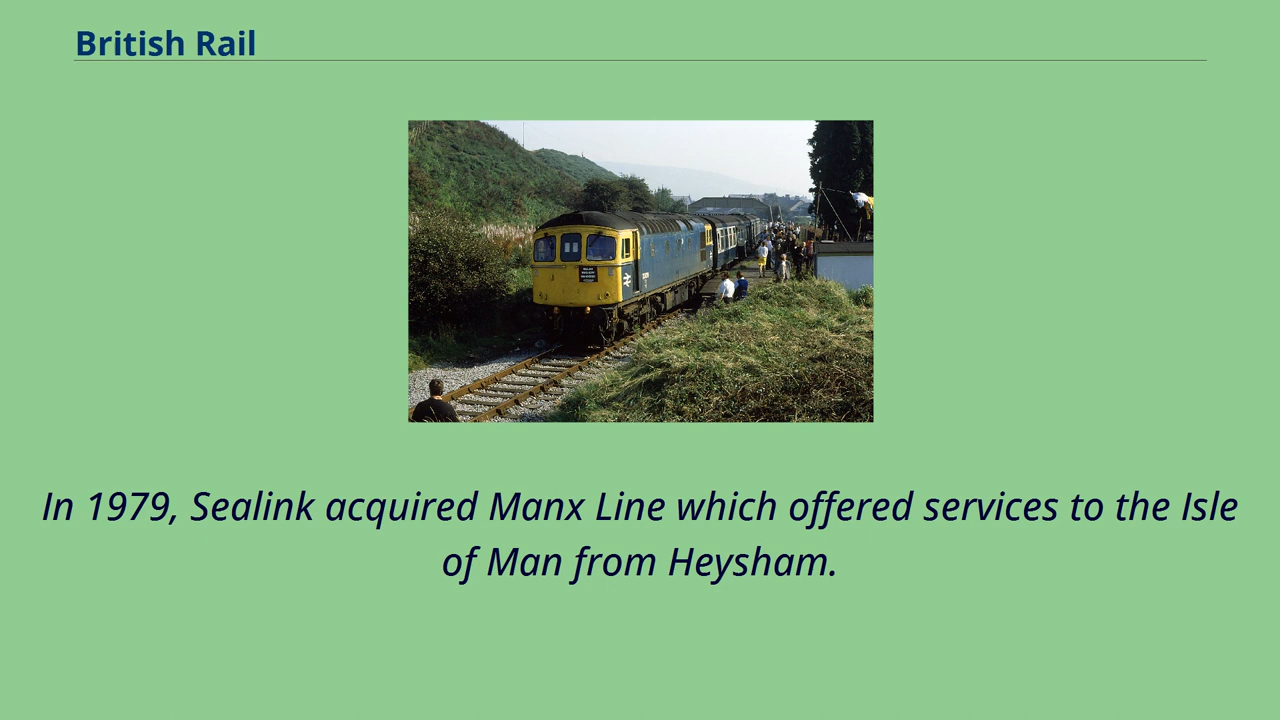 British Rail
In 1979, Sealink acquired Manx Line which offered services to the Isle
of Man from Heysham.